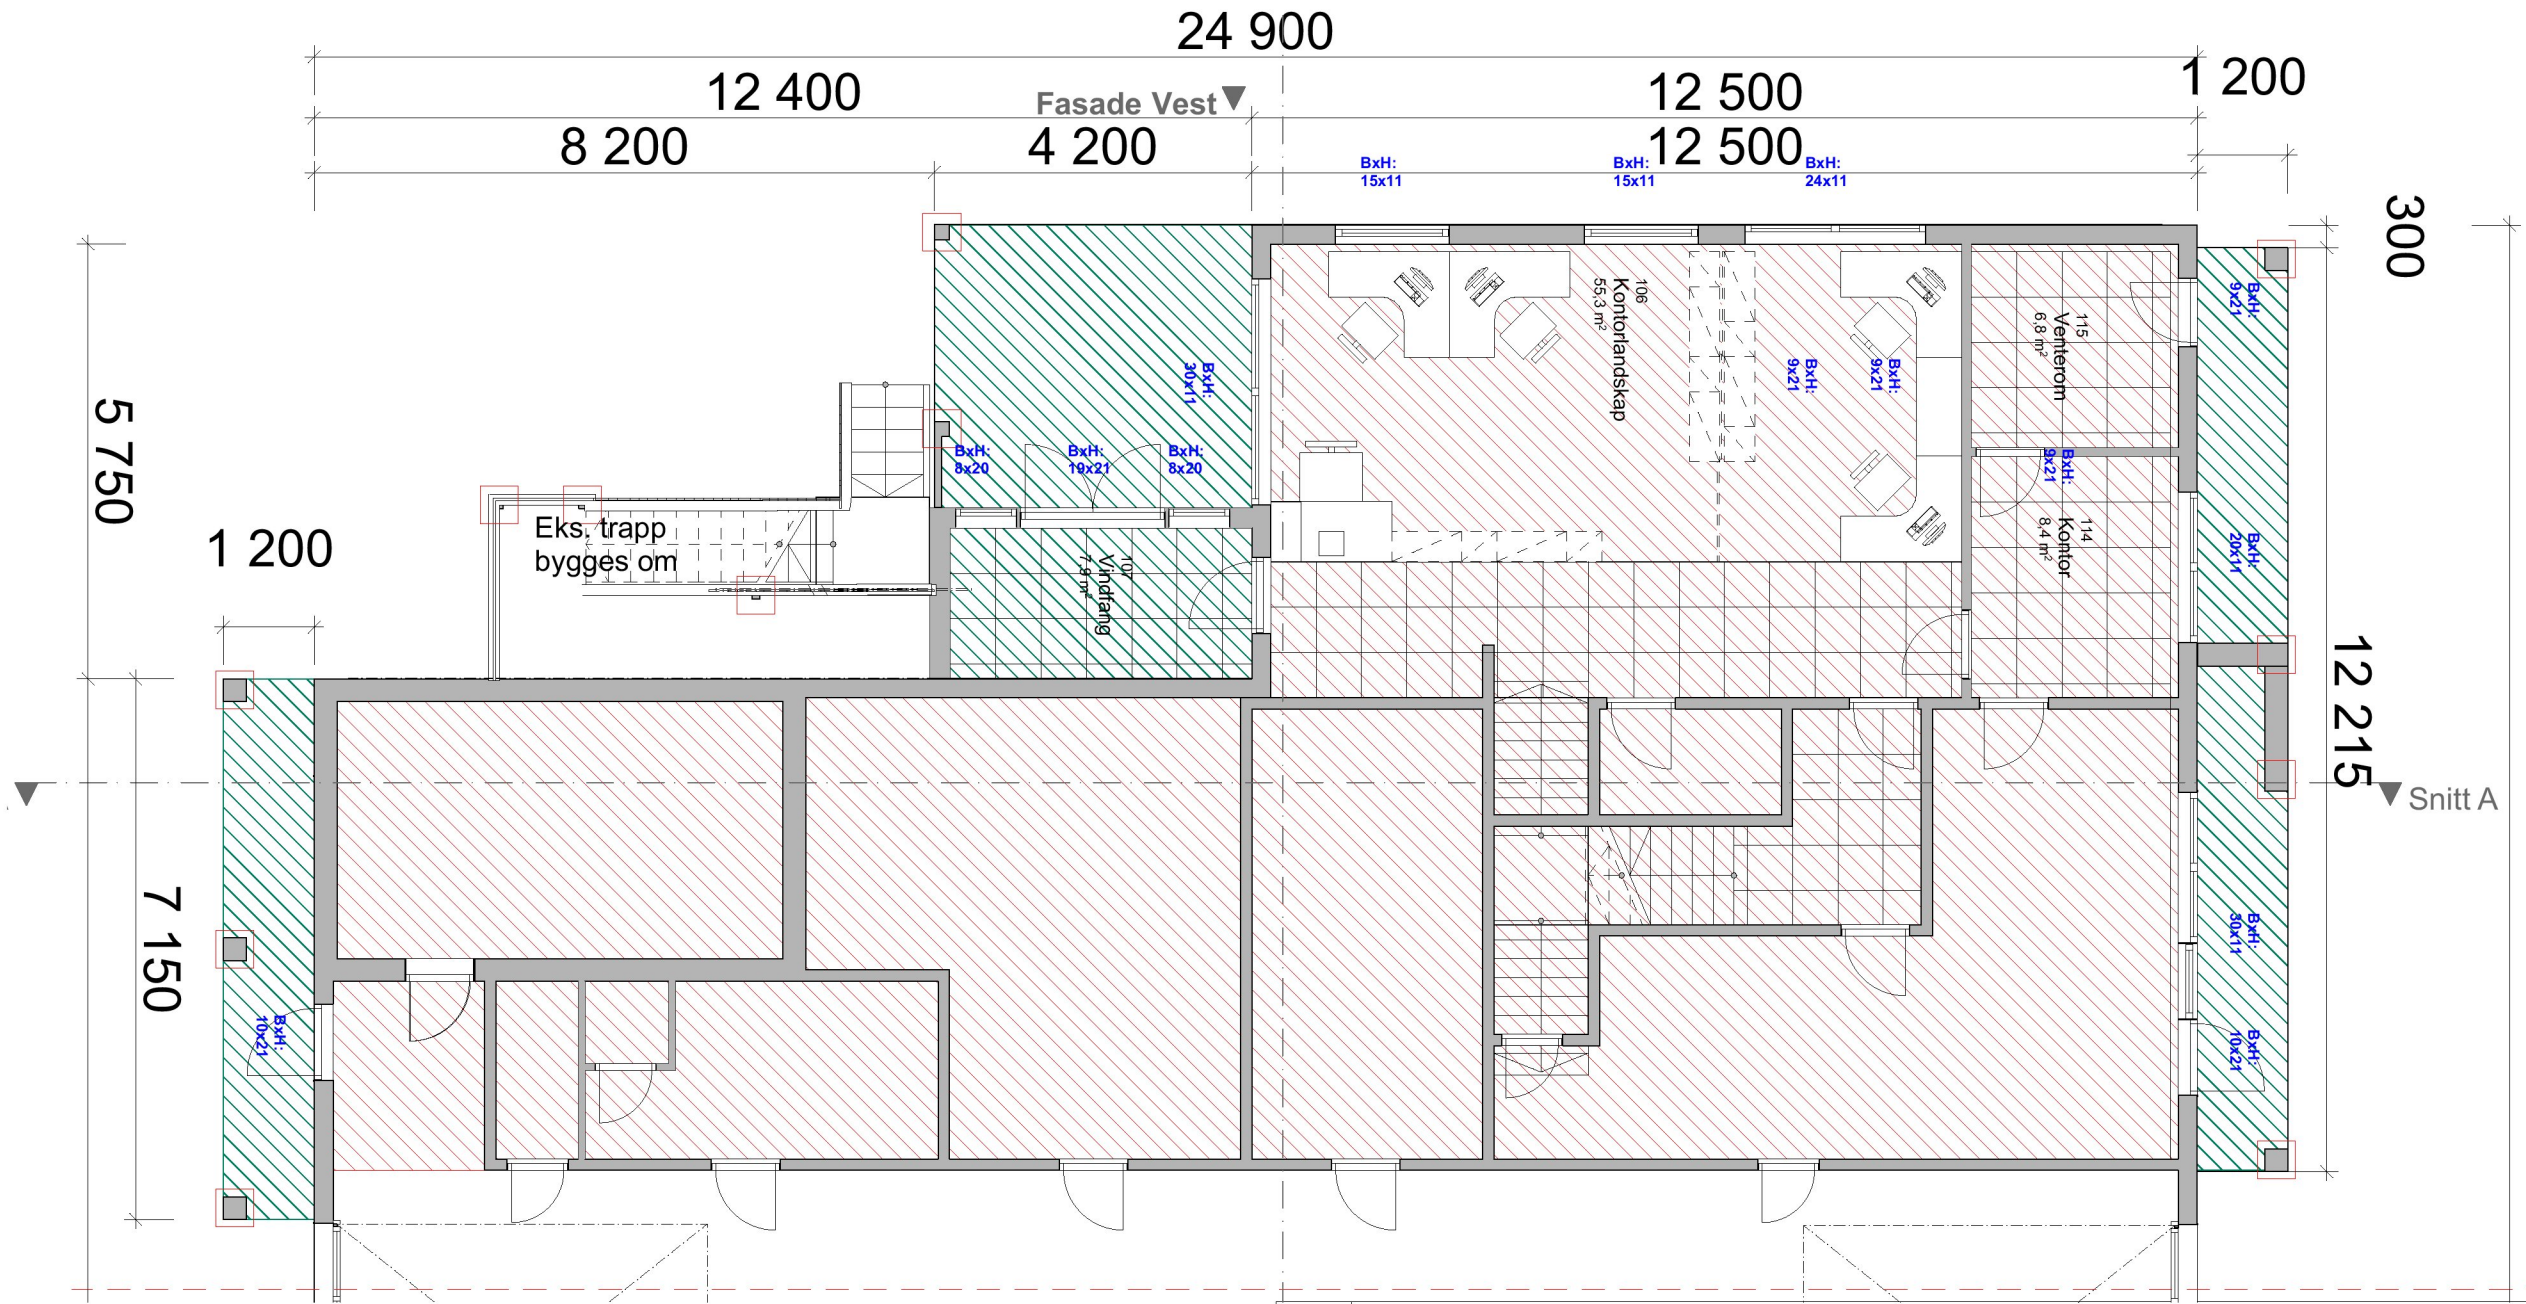 24 900
12 400
Fasade Vest
12 500
1 200
8 200
4 200
12 500
BxH:
15x11
BxH:
15x11
BxH:
24x11
300
5 750
BxH:
30x11
BxH:
8x20
BxH:
19x21
BxH:
8x20
106
Kontorlandskap
55,3 m²
BxH:
9x21
BxH:
9x21
115
Venterom
6,8 m²
BxH:
9x21
BxH:
9x21
114
Kontor
8,4 m²
BxH:
20x11
Eks. trapp
bygges om
1 200
107
Vindfang
7,9 m²
12 215
Snitt A
7 150
BxH:
10x21
BxH:
30x11
BxH:
10x21